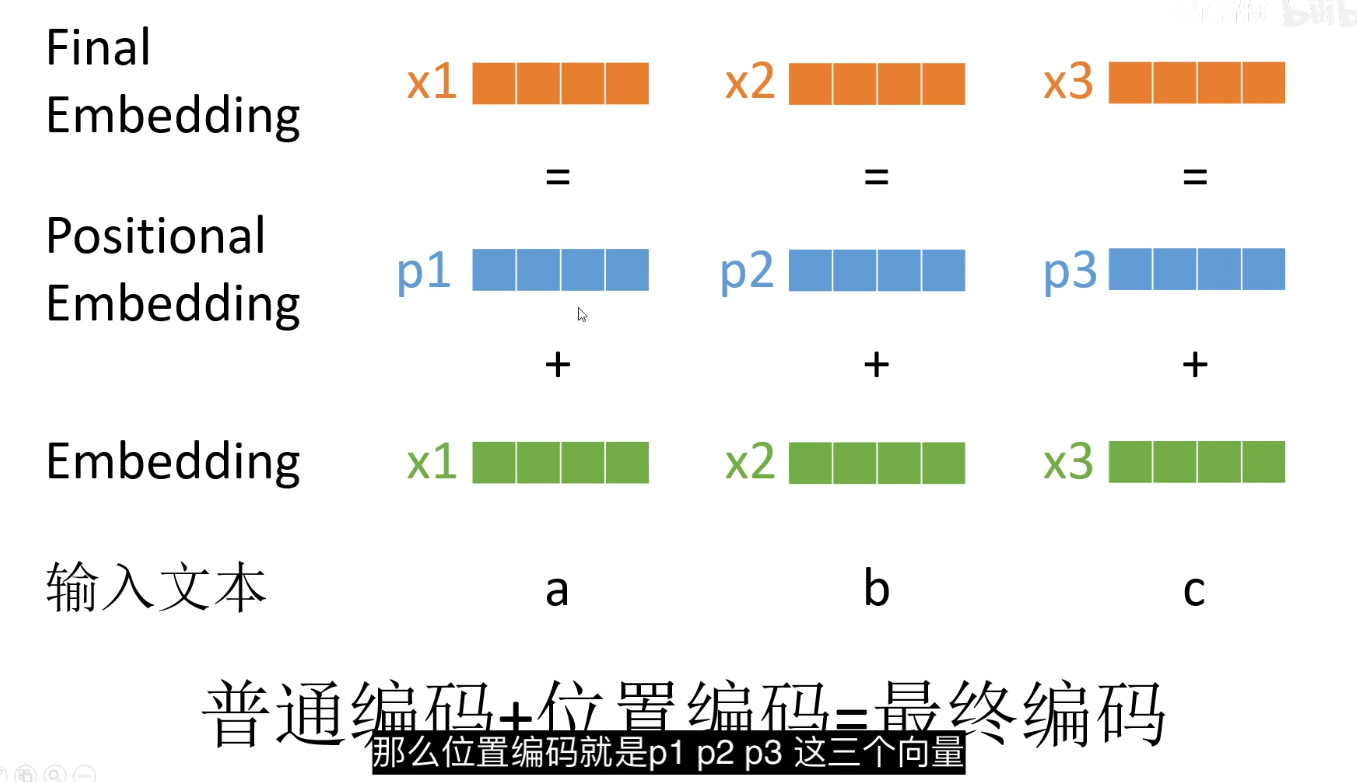 Final
Embedding
x1 x2 x3
= = =
Positional
Embedding
p1 p2 p3
+ + +
Embedding x1 x2 x3
输入文本 a b c
普通编码+位置编码=最终编码
那么位置编码就是p1 p2 p3 这三个向量